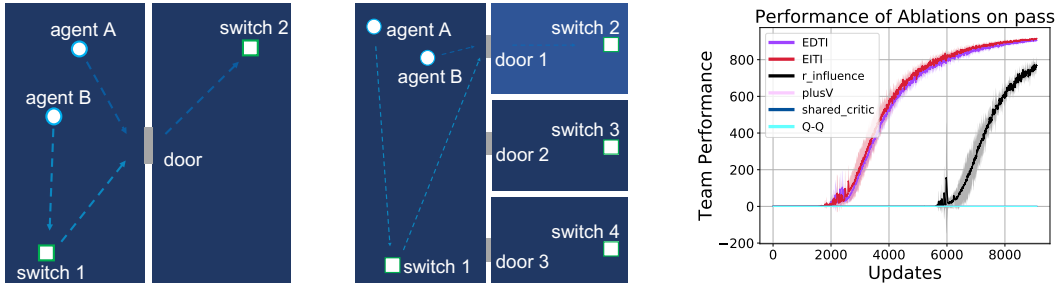 agent A
switch 2
agent B
door
switch 1
agent A
switch 2
agent B
door 1
switch 3
door 2
switch 4
switch 1
door 3
Performance of Ablations on pass
EDTI
EITI
r_influence
plusV
shared_critic
Q-Q
800
600
400
200
0
−200
Team Performance
0
2000
4000
6000
8000
Updates